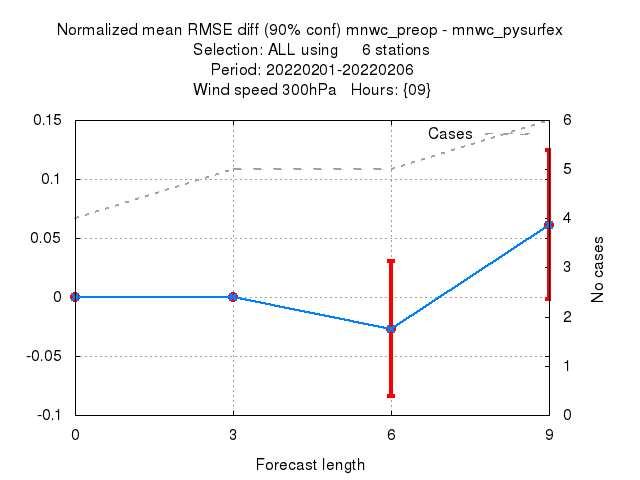 Normalized mean RMSE diff (90% conf) mnwc_preop - mnwc_pysurfex
Selection: ALL using     6 stations
Period: 20220201-20220206
Wind speed 300hPa   Hours: {09}
Cases
0.15
0.1
0.05
0
-0.05
-0.1
6
5
4
3
2
1
0
No cases
0 3 6 9
Forecast length